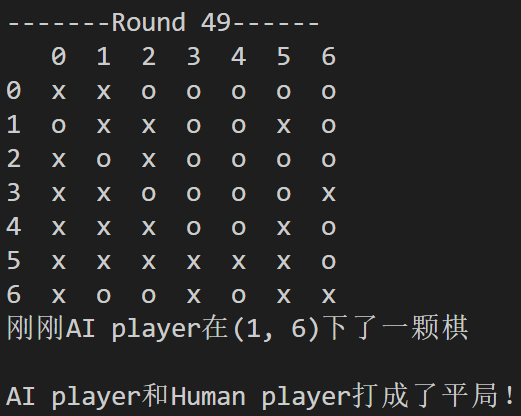 -------Round 49------
0 1 2 3 4 5 6
0 x x o o o o o
1 o x x o o x o
2 x o x o o o o
3 x x o o o o x
4 x x x o o x o
5 x x x x x x o
6 x o o x o x x
刚刚AI player在(1, 6)下了一颗棋
AI player和Human player打成了平局!